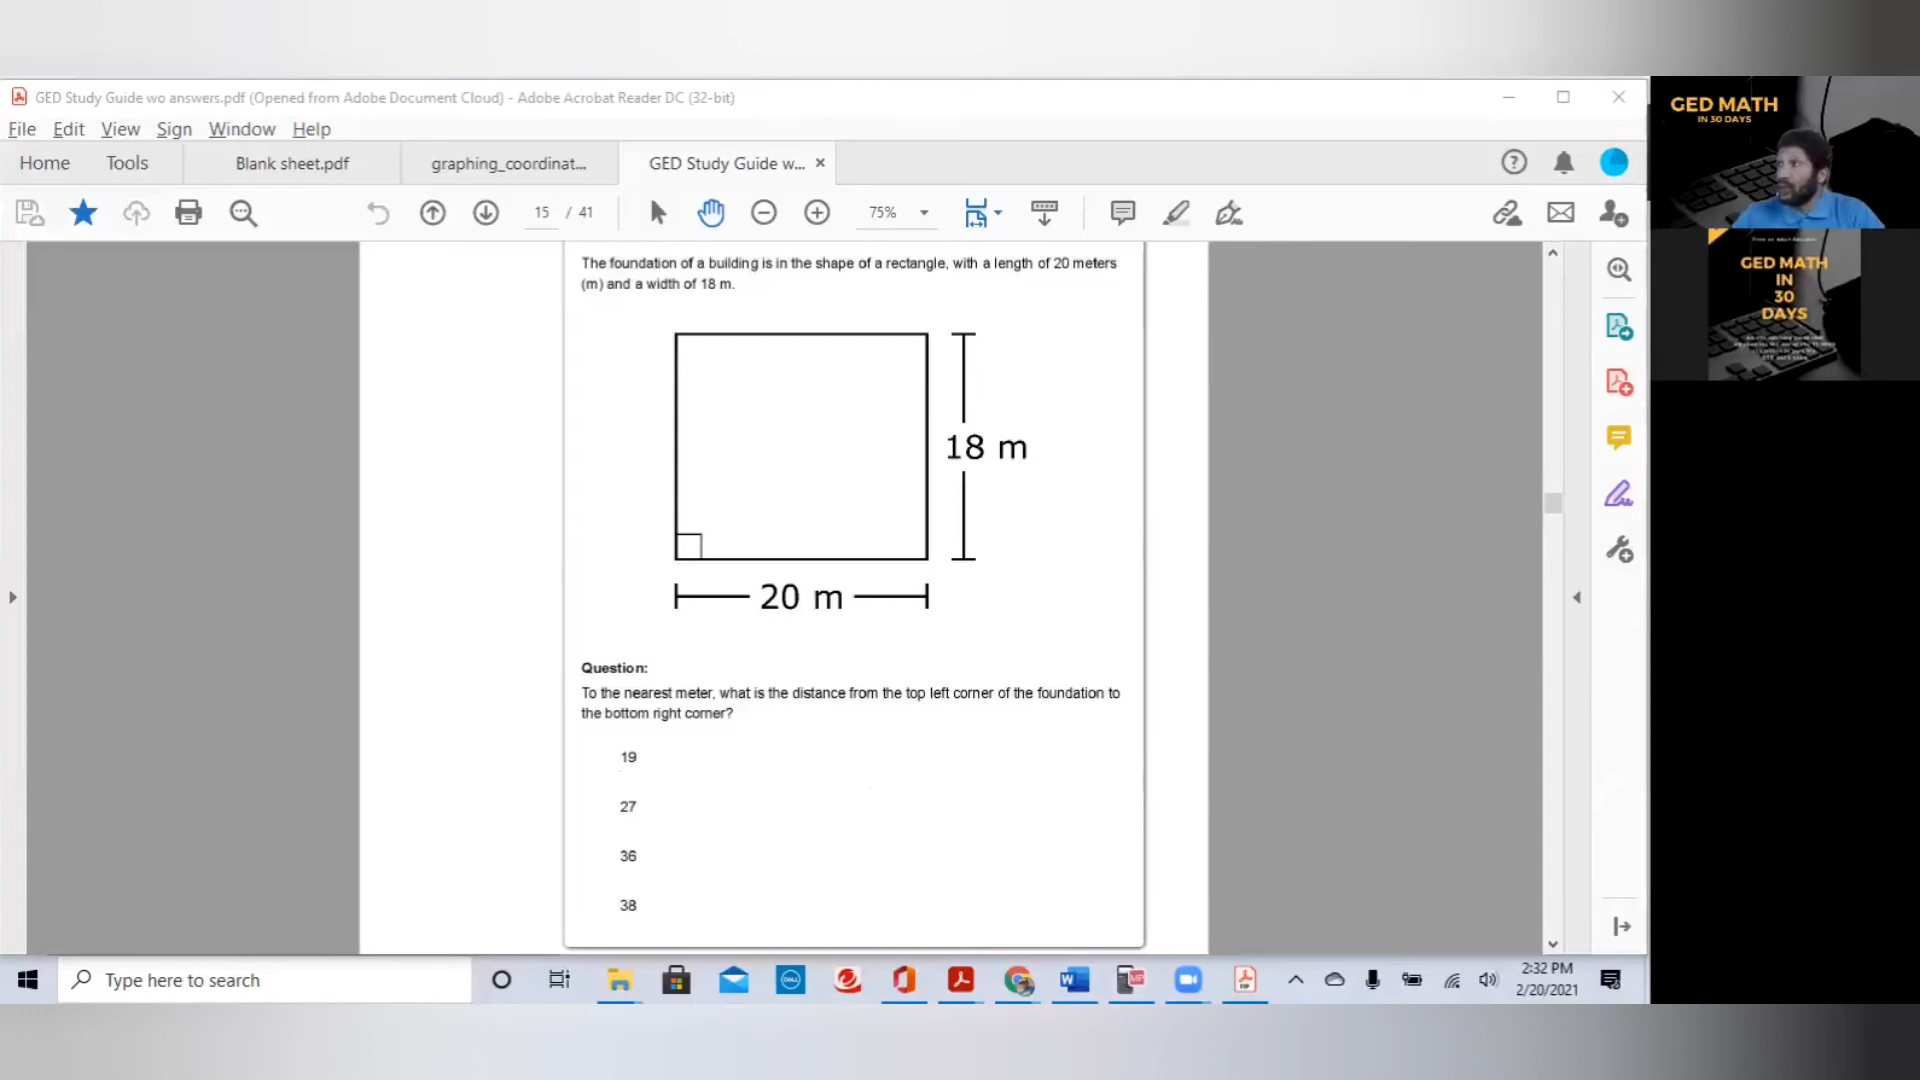 GED Study Guide wo answers.pdf (Opened from Adobe Document Cloud) - Adobe Acrobat Reader DC (32-bit)
File Edit View Sign Window Help
Home Tools Blank sheet.pdf graphing_coordinat... GED Study Guide w... ×
15 / 41 75%
The foundation of a building is in the shape of a rectangle, with a length of 20 meters
(m) and a width of 18 m.
18 m
20 m
Question:
To the nearest meter, what is the distance from the top left corner of the foundation to
the bottom right corner?
19
27
36
38
GED MATH
IN 30 DAYS
GED MATH
IN
30
DAYS
Type here to search
DELL
W
MP
2:32 PM
2/20/2021